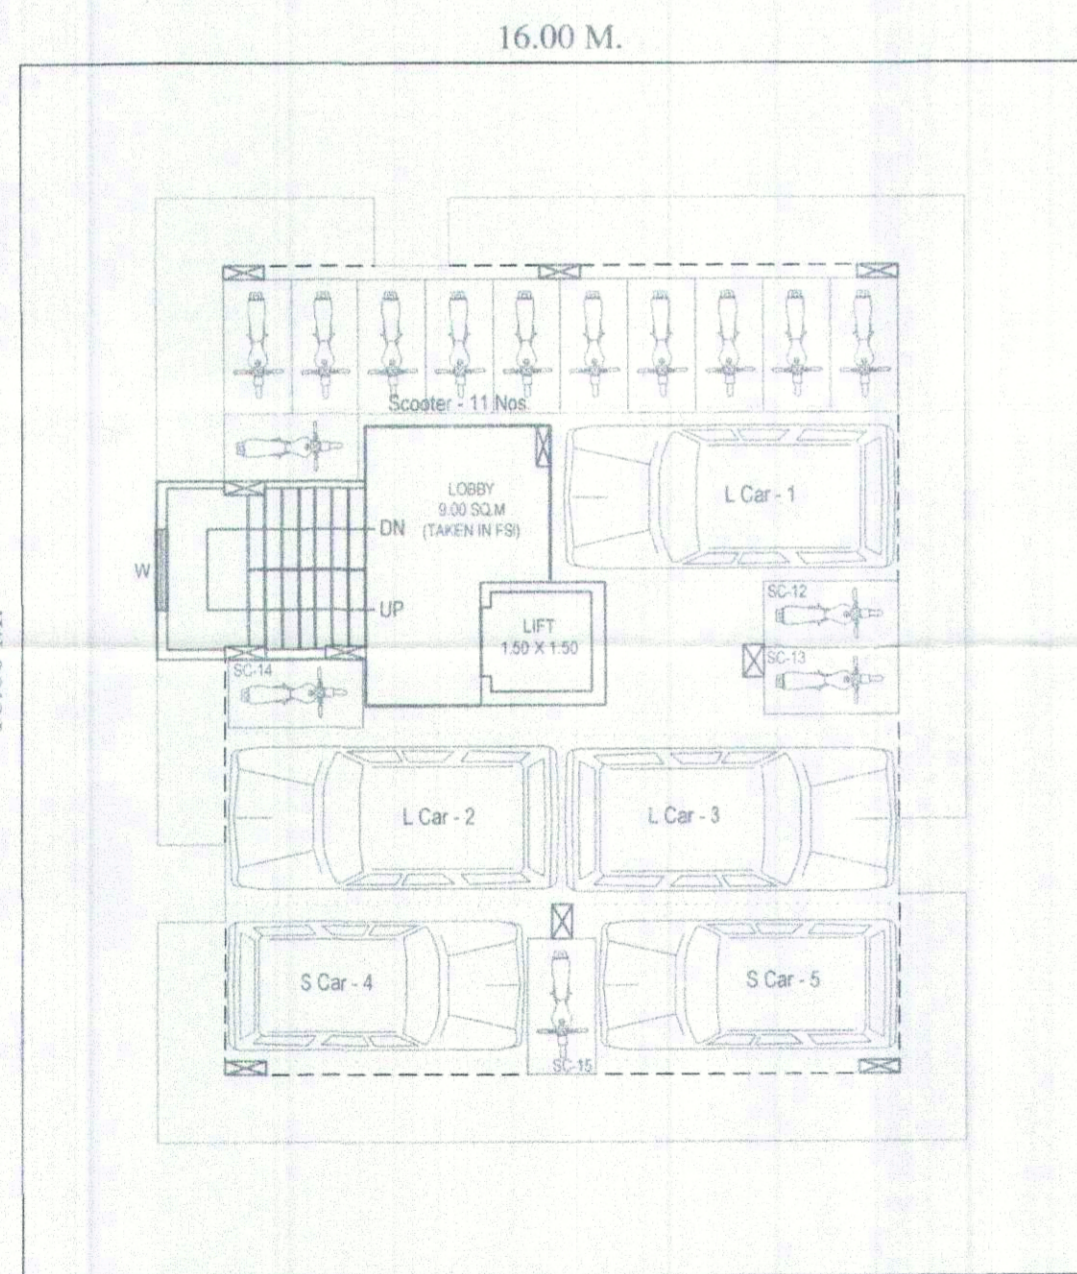 16.00 M.
Scooter - 11 Nos
LOBBY
9.00 SQ.M
(TAKEN IN FSI)
L Car - 1
DN
W
UP
SC-12
LIFT
1.50 X 1.50
SC-13
SC-14
L Car - 2
L Car - 3
S Car - 4
S Car - 5
SC-15